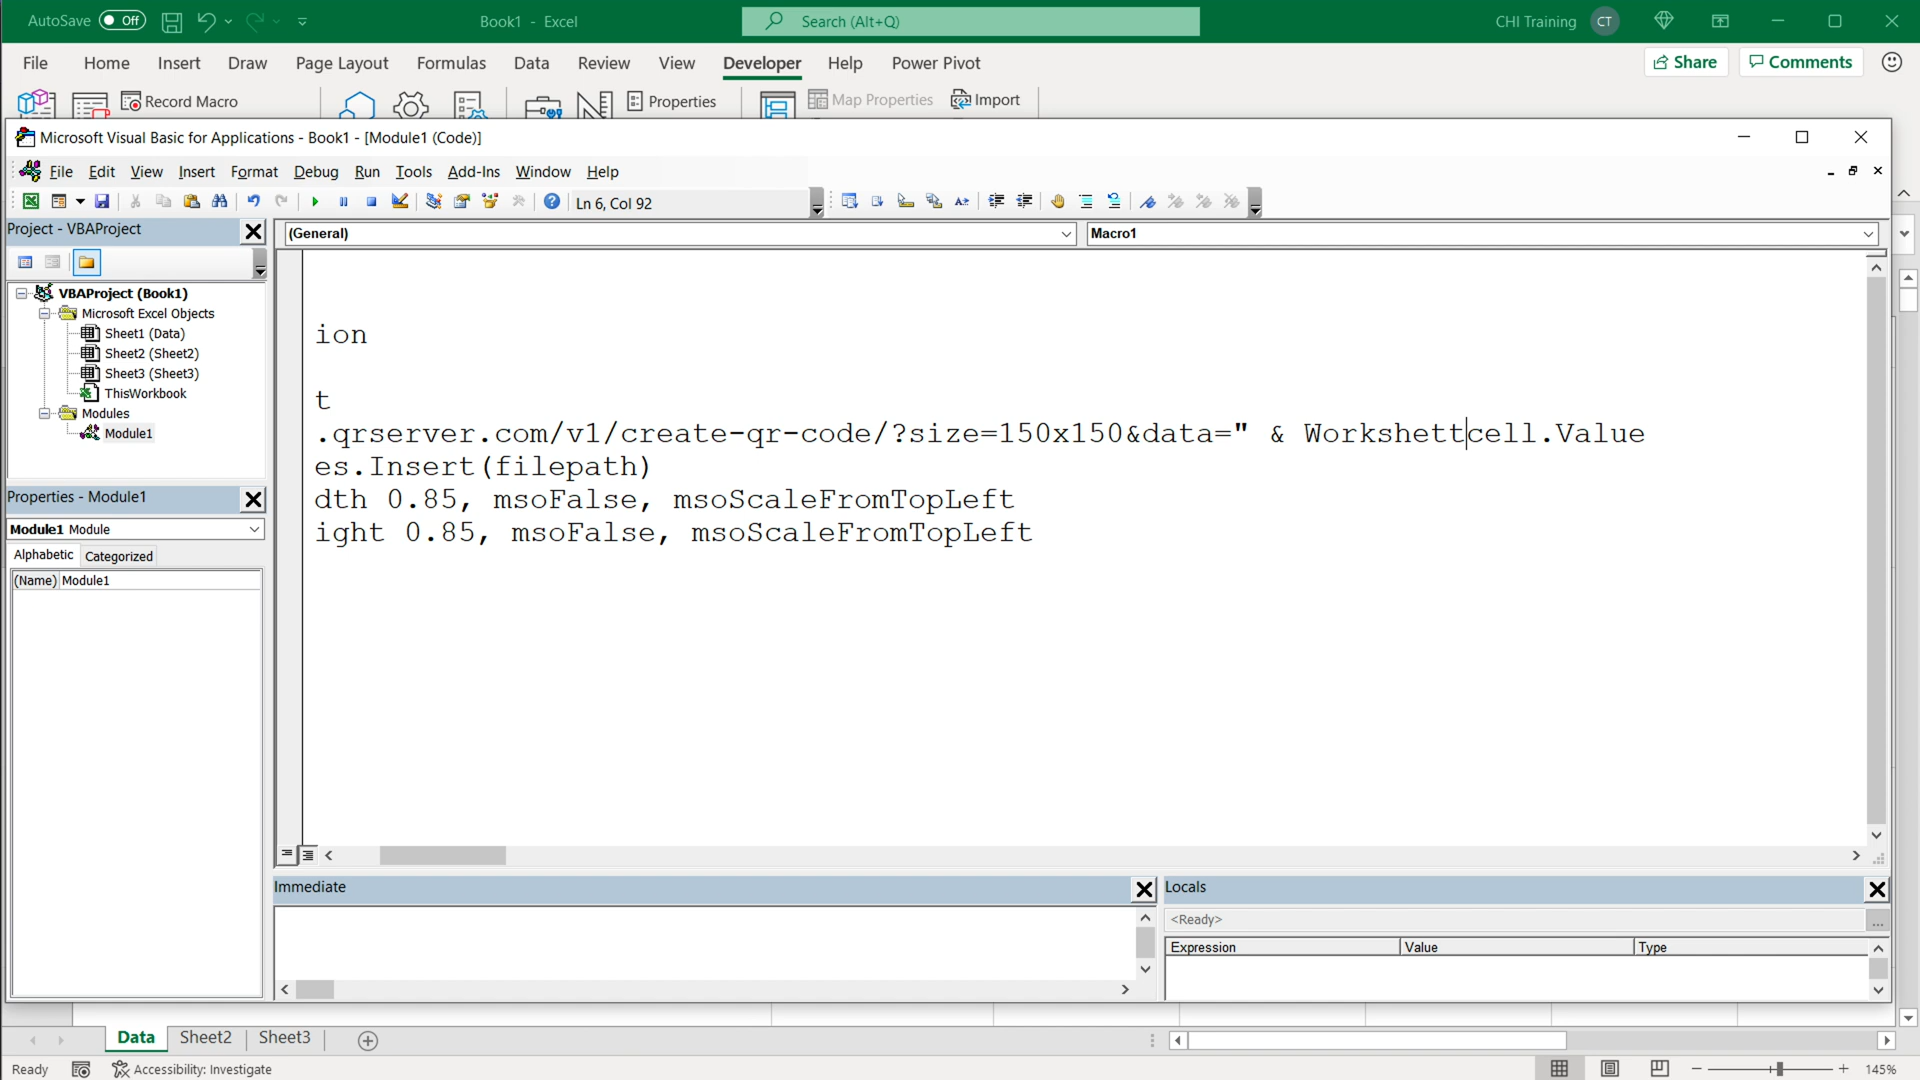 AutoSave Off Book1 - Excel Search (Alt+Q) CHI Training CT
File Home Insert Draw Page Layout Formulas Data Review View Developer Help Power Pivot Share Comments
Record Macro Properties Map Properties Import
Microsoft Visual Basic for Applications - Book1 - [Module1 (Code)]
File Edit View Insert Format Debug Run Tools Add-Ins Window Help
Ln 6, Col 92
Project - VBAProject
(General) Macro1
VBAProject (Book1)
Microsoft Excel Objects
Sheet1 (Data)
Sheet2 (Sheet2)
Sheet3 (Sheet3)
ThisWorkbook
Modules
Module1
ion
t
.qrserver.com/v1/create-qr-code/?size=150x150&data=" & Workshettcell.Value
es.Insert(filepath)
dth 0.85, msoFalse, msoScaleFromTopLeft
ight 0.85, msoFalse, msoScaleFromTopLeft
Properties - Module1
Module1 Module
Alphabetic Categorized
(Name) Module1
Immediate
Locals
<Ready>
Expression Value Type
Data Sheet2 Sheet3
Ready Accessibility: Investigate 145%